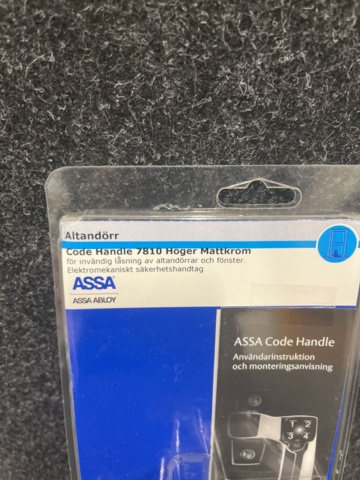 Altandörr
Code Handle 7810 Höger Mattkrom
för invändig låsning av altandörrar och fönster.
Elektromekaniskt säkerhetshandtag
ASSA
ASSA ABLOY
ASSA Code Handle
Användarinstruktion
och monteringsanvisning
1 2
3 4